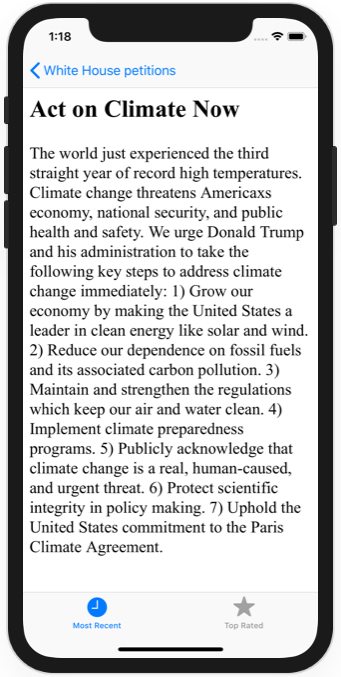 1:18
White House petitions
Act on Climate Now
The world just experienced the third
straight year of record high temperatures.
Climate change threatens Americaxs
economy, national security, and public
health and safety. We urge Donald Trump
and his administration to take the
following key steps to address climate
change immediately: 1) Grow our
economy by making the United States a
leader in clean energy like solar and wind.
2) Reduce our dependence on fossil fuels
and its associated carbon pollution. 3)
Maintain and strengthen the regulations
which keep our air and water clean. 4)
Implement climate preparedness
programs. 5) Publicly acknowledge that
climate change is a real, human-caused,
and urgent threat. 6) Protect scientific
integrity in policy making. 7) Uphold the
United States commitment to the Paris
Climate Agreement.
Most Recent
Top Rated